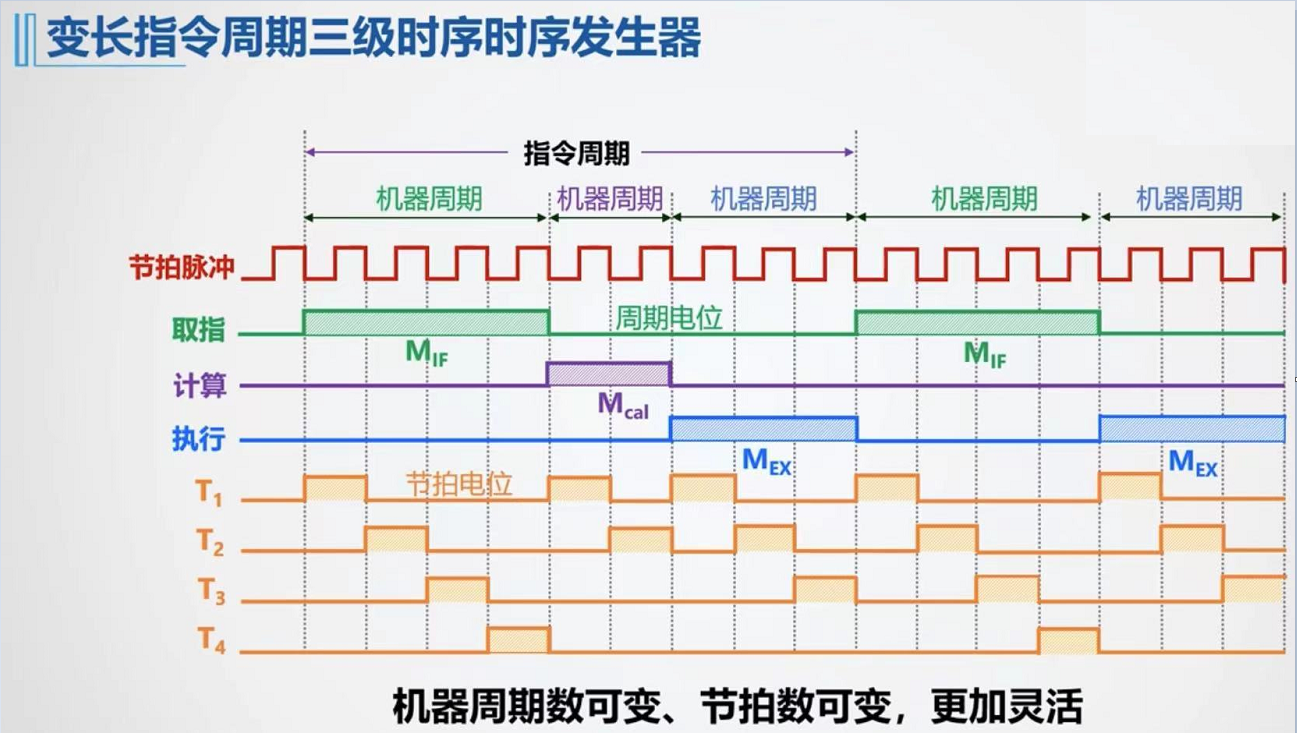 变长指令周期三级时序时序发生器
指令周期
机器周期 机器周期 机器周期 机器周期 机器周期
节拍脉冲
取指 周期电位
MIF MIF
计算
Mcal
执行
MEX MEX
T1 节拍电位
T2
T3
T4
机器周期数可变、节拍数可变，更加灵活